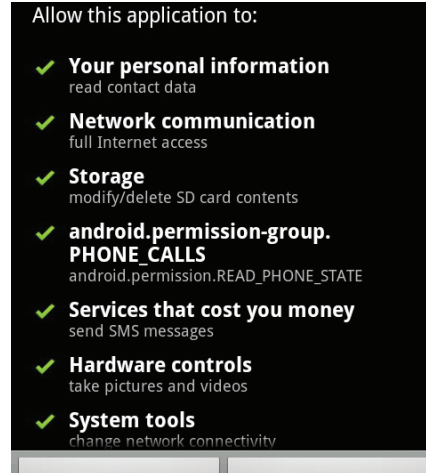 Allow this application to:
Your personal information
read contact data
Network communication
full Internet access
Storage
modify/delete SD card contents
android.permission-group.
PHONE_CALLS
android.permission.READ_PHONE_STATE
Services that cost you money
send SMS messages
Hardware controls
take pictures and videos
System tools
change network connectivity